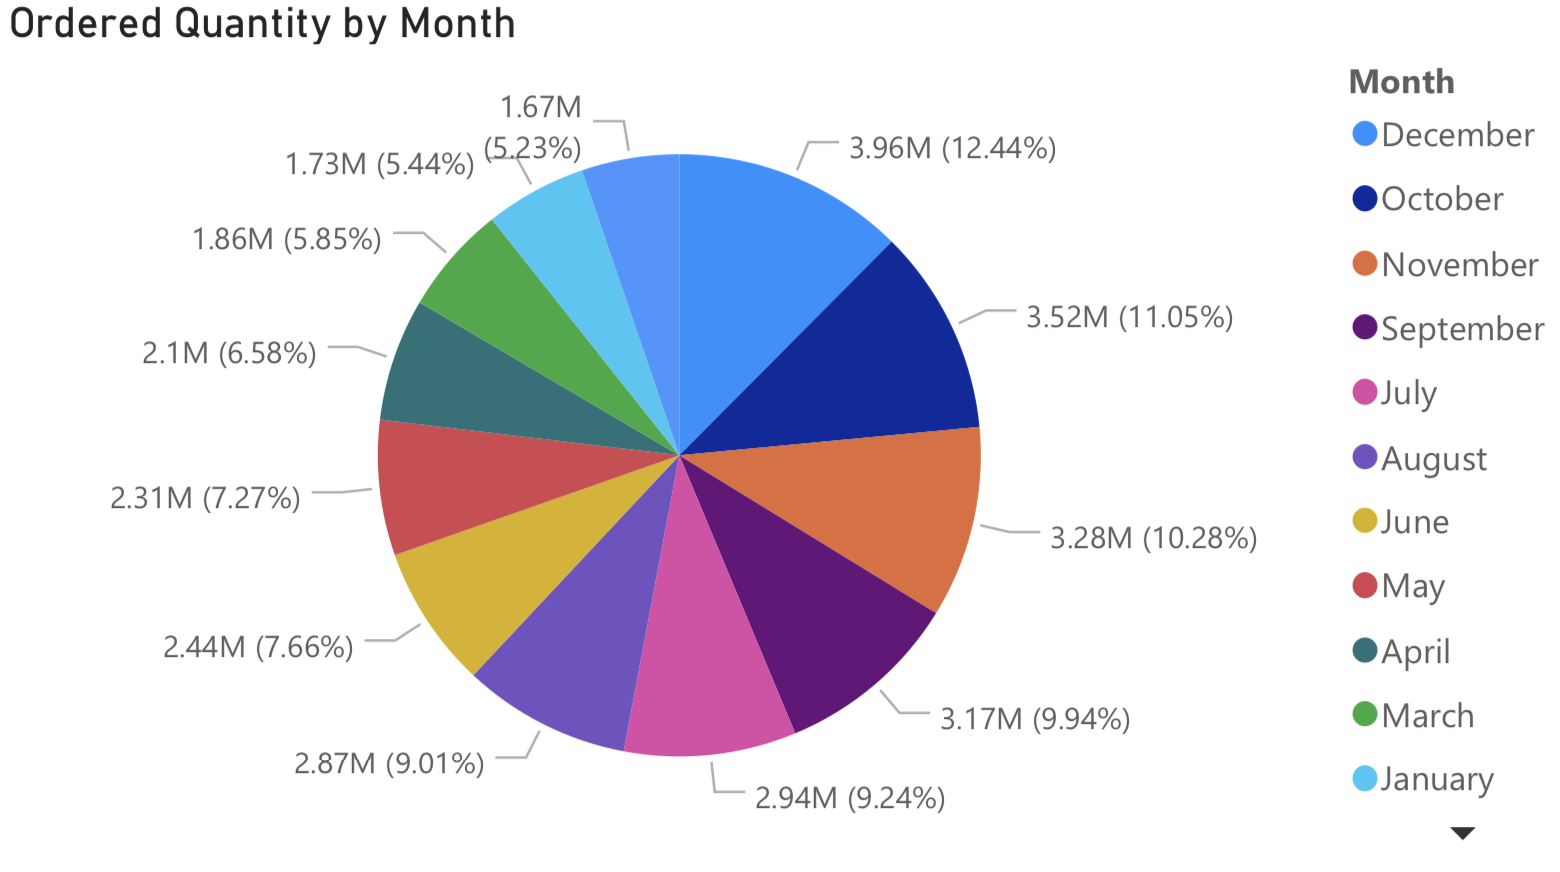 Ordered Quantity by Month
Month
December
October
November
September
July
August
June
May
April
March
January
1.67M
(5.23%)
3.96M (12.44%)
1.73M (5.44%)
1.86M (5.85%)
3.52M (11.05%)
2.1M (6.58%)
2.31M (7.27%)
3.28M (10.28%)
2.44M (7.66%)
3.17M (9.94%)
2.87M (9.01%)
2.94M (9.24%)